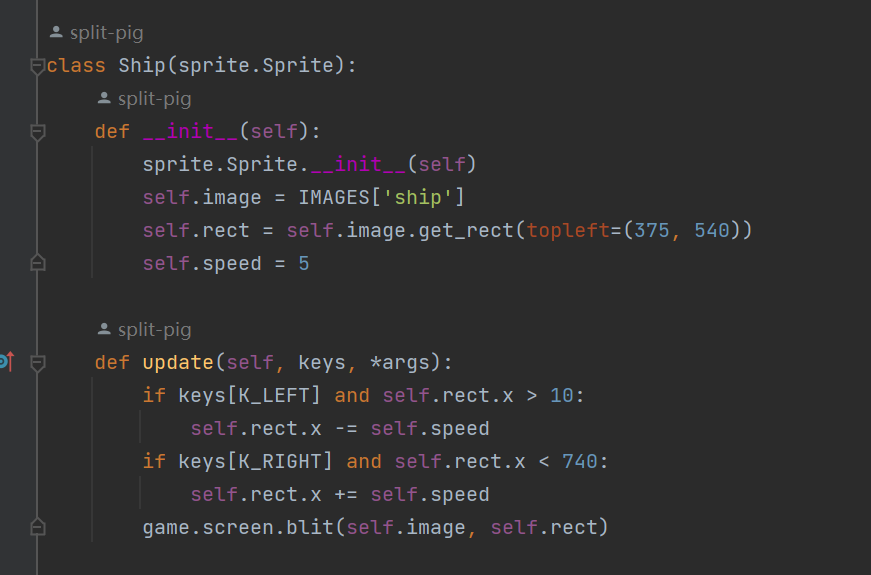 split-pig
class Ship(sprite.Sprite):
    split-pig
    def __init__(self):
        sprite.Sprite.__init__(self)
        self.image = IMAGES['ship']
        self.rect = self.image.get_rect(topleft=(375, 540))
        self.speed = 5
    split-pig
    def update(self, keys, *args):
        if keys[K_LEFT] and self.rect.x > 10:
            self.rect.x -= self.speed
        if keys[K_RIGHT] and self.rect.x < 740:
            self.rect.x += self.speed
        game.screen.blit(self.image, self.rect)